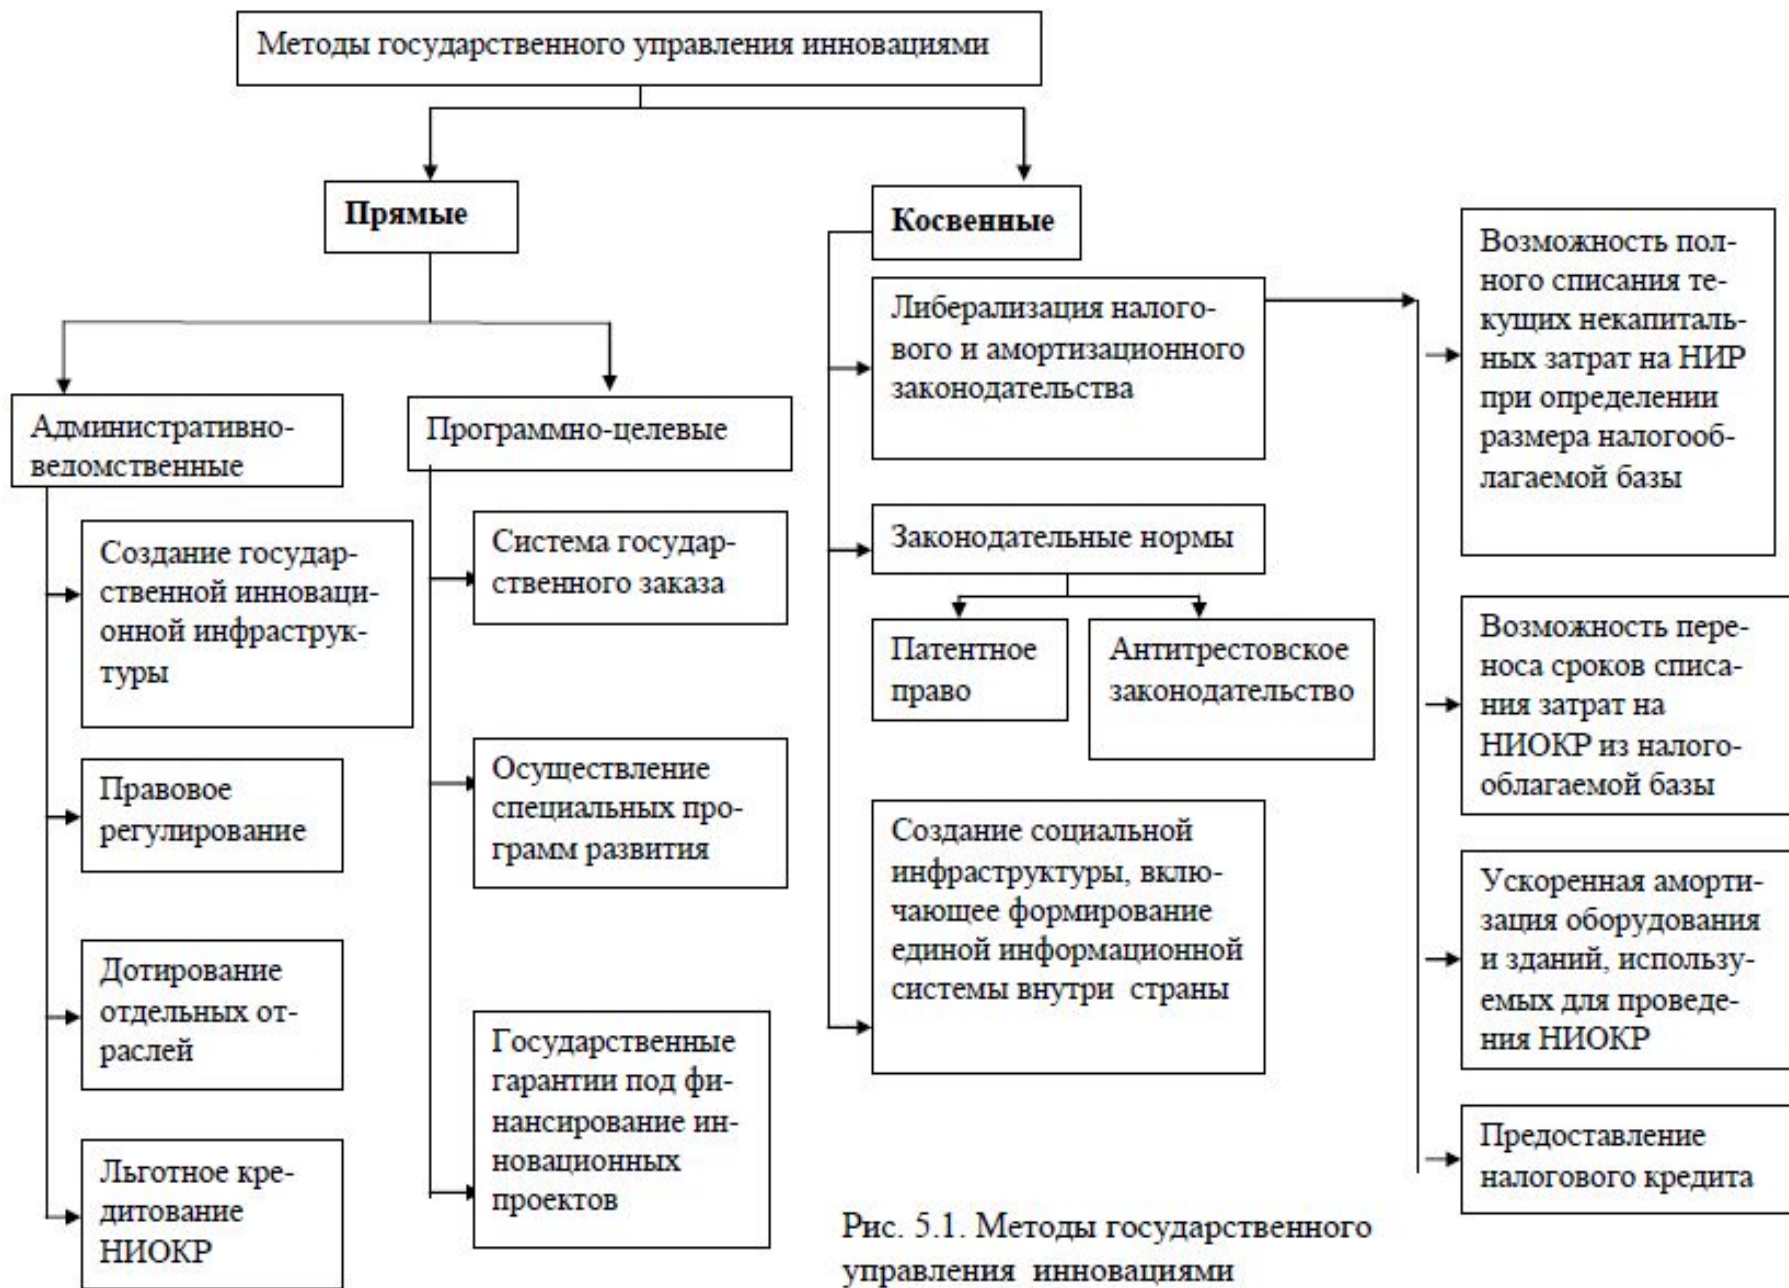 Методы государственного управления инновациями
Прямые
Административно-
ведомственные
Создание государ-
ственной инноваци-
онной инфраструк-
туры
Правовое
регулирование
Дотирование
отдельных от-
раслей
Льготное кре-
дитование
НИОКР
Программно-целевые
Система государ-
ственного заказа
Осуществление
специальных про-
грамм развития
Государственные
гарантии под фи-
нансирование ин-
новационных
проектов
Косвенные
Либерализация налого-
вого и амортизационного
законодательства
Законодательные нормы
Патентное
право
Антитрестовское
законодательство
Создание социальной
инфраструктуры, вклю-
чающее формирование
единой информационной
системы внутри страны
Возможность пол-
ного списания те-
кущих некапиталь-
ных затрат на НИР
при определении
размера налогооб-
лагаемой базы
Возможность пере-
носа сроков списа-
ния затрат на
НИОКР из налого-
облагаемой базы
Ускоренная аморти-
зация оборудования
и зданий, использу-
емых для проведе-
ния НИОКР
Предоставление
налогового кредита
Рис. 5.1. Методы государственного
управления инновациями